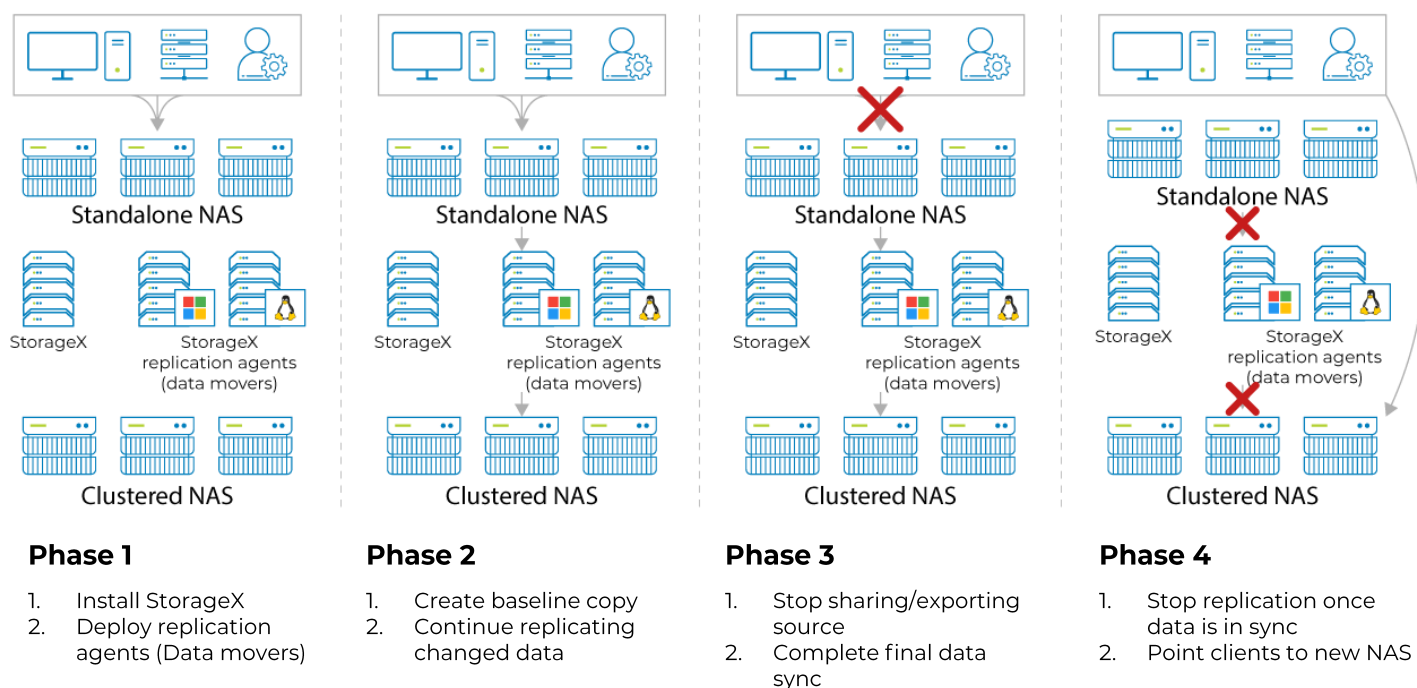 Standalone NAS
StorageX
StorageX
replication agents
(data movers)
Clustered NAS
Phase 1
1. Install StorageX
2. Deploy replication
agents (Data movers)
Standalone NAS
StorageX
StorageX
replication agents
(data movers)
Clustered NAS
Phase 2
1. Create baseline copy
2. Continue replicating
changed data
Standalone NAS
StorageX
StorageX
replication agents
(data movers)
Clustered NAS
Phase 3
1. Stop sharing/exporting
source
2. Complete final data
sync
Standalone NAS
StorageX
StorageX
replication agents
(data movers)
Clustered NAS
Phase 4
1. Stop replication once
data is in sync
2. Point clients to new NAS